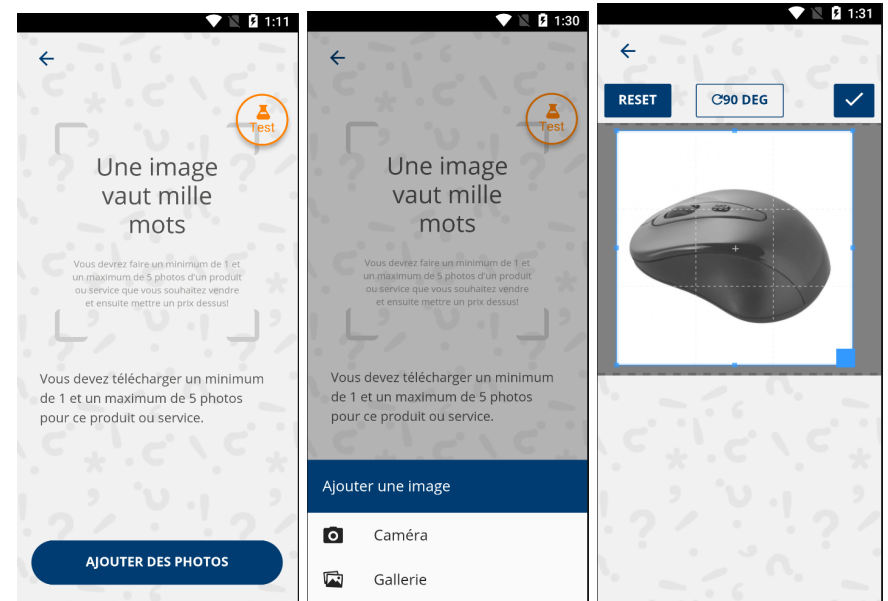 1:11
Test
Une image
vaut mille
mots
Vous devrez faire un minimum de 1 et
un maximum de 5 photos d'un produit
ou service que vous souhaitez vendre
et ensuite mettre un prix dessus!
Vous devez télécharger un minimum
de 1 et un maximum de 5 photos
pour ce produit ou service.
AJOUTER DES PHOTOS
1:30
Test
Une image
vaut mille
mots
Vous devrez faire un minimum de 1 et
un maximum de 5 photos d'un produit
ou service que vous souhaitez vendre
et ensuite mettre un prix dessus!
Vous devez télécharger un minimum
de 1 et un maximum de 5 photos
pour ce produit ou service.
Ajouter une image
Caméra
Gallerie
1:31
RESET
90 DEG